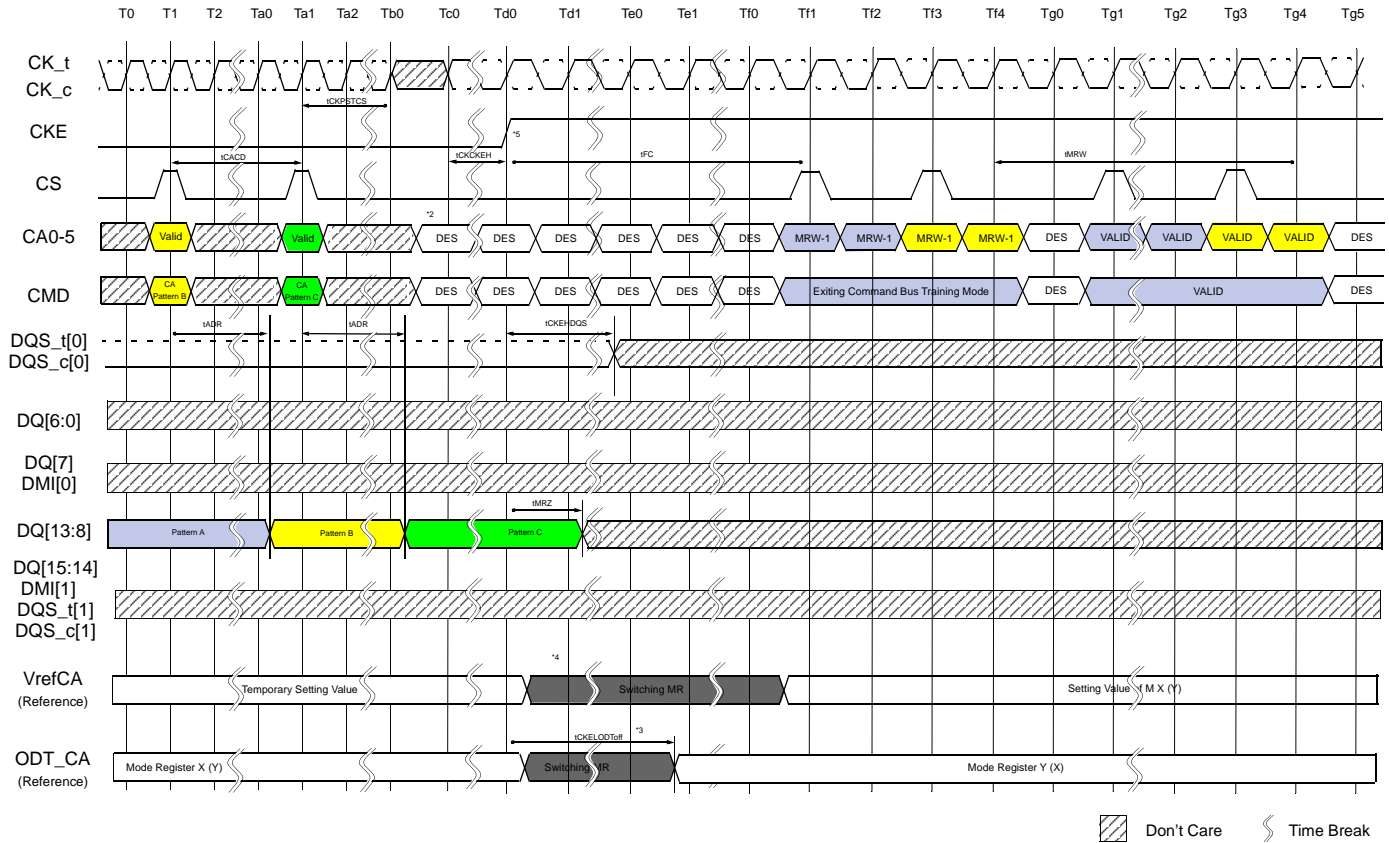 T0 T1 T2 Ta0 Ta1 Ta2 Tb0 Tc0 Td0 Td1 Te0 Te1 Tf0 Tf1 Tf2 Tf3 Tf4 Tg0 Tg1 Tg2 Tg3 Tg4 Tg5
CK_t
CK_c
tCKPSTCS
CKE
*5
tCACD tCKCKEH tFC tMRW
CS
*2
CA0-5 Valid Valid DES DES DES DES DES DES MRW-1 MRW-1 MRW-1 MRW-1 DES VALID VALID VALID VALID DES
CMD CA Pattern B CA Pattern C DES DES DES DES DES DES Exiting Command Bus Training Mode DES VALID DES
tADR tADR tCKEHDQS
DQS_t[0]
DQS_c[0]
DQ[6:0]
DQ[7]
DMI[0]
tMRZ
DQ[13:8] Pattern A Pattern B Pattern C
DQ[15:14]
DMI[1]
DQS_t[1]
DQS_c[1]
*4
VrefCA
(Reference)
Temporary Setting Value Switching MR Setting Value of M X (Y)
tCKELODToff *3
ODT_CA
(Reference)
Mode Register X (Y) Switching MR Mode Register Y (X)
Don't Care Time Break